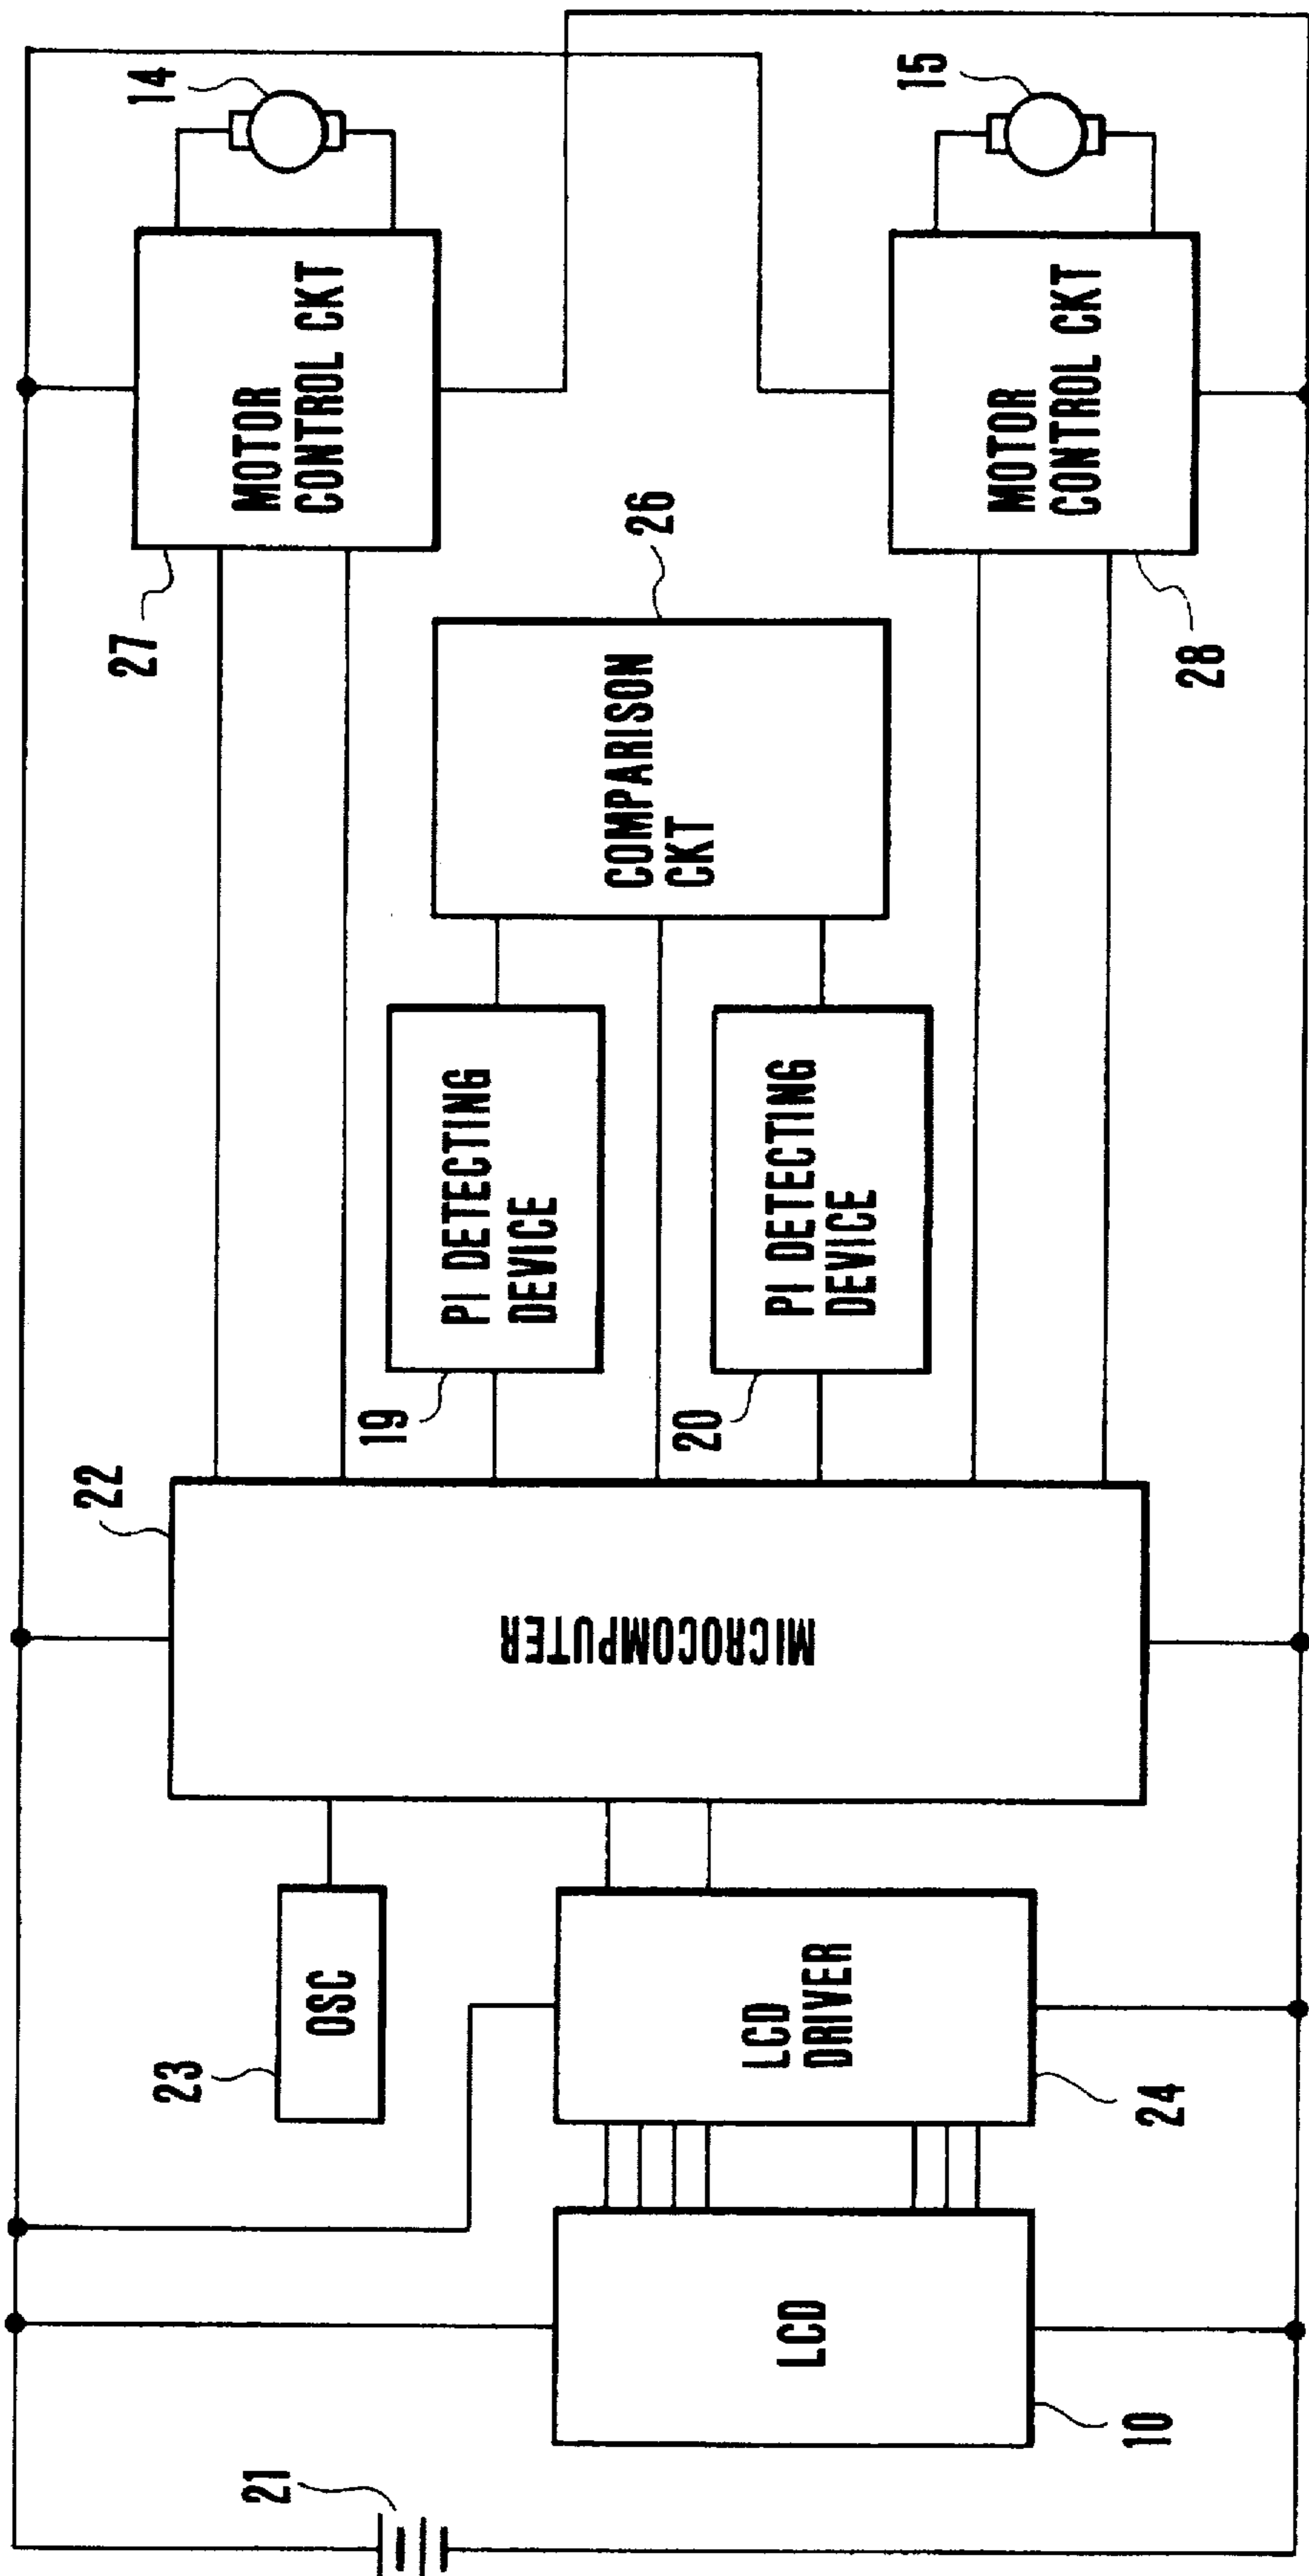 21
10
LCD
24
LCD
DRIVER
23
OSC
22
MICROCOMPUTER
19
PI DETECTING
DEVICE
20
PI DETECTING
DEVICE
26
COMPARISON
CKT
27
MOTOR
CONTROL CKT
14
28
MOTOR
CONTROL CKT
15